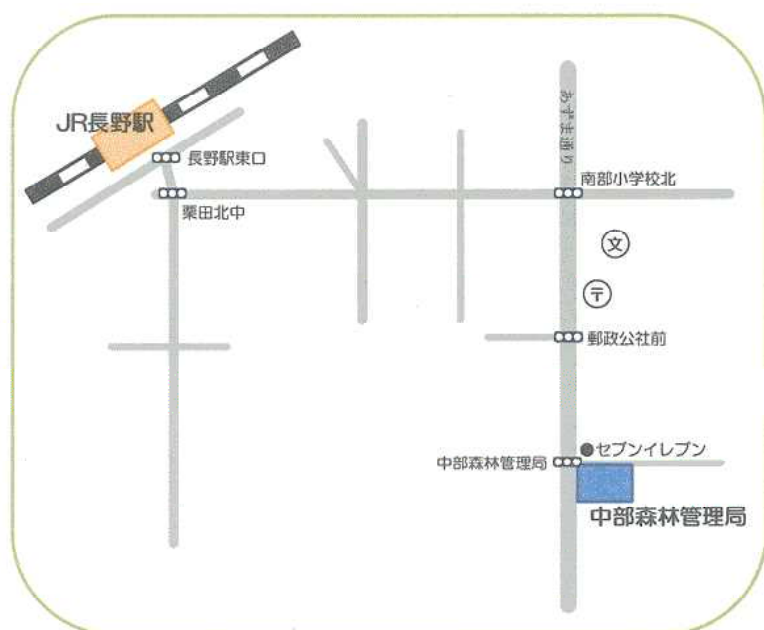 あずま通り
JR長野駅
長野駅東口
南部小学校北
栗田北中
文
〒
郵政公社前
●セブンイレブン
中部森林管理局
中部森林管理局